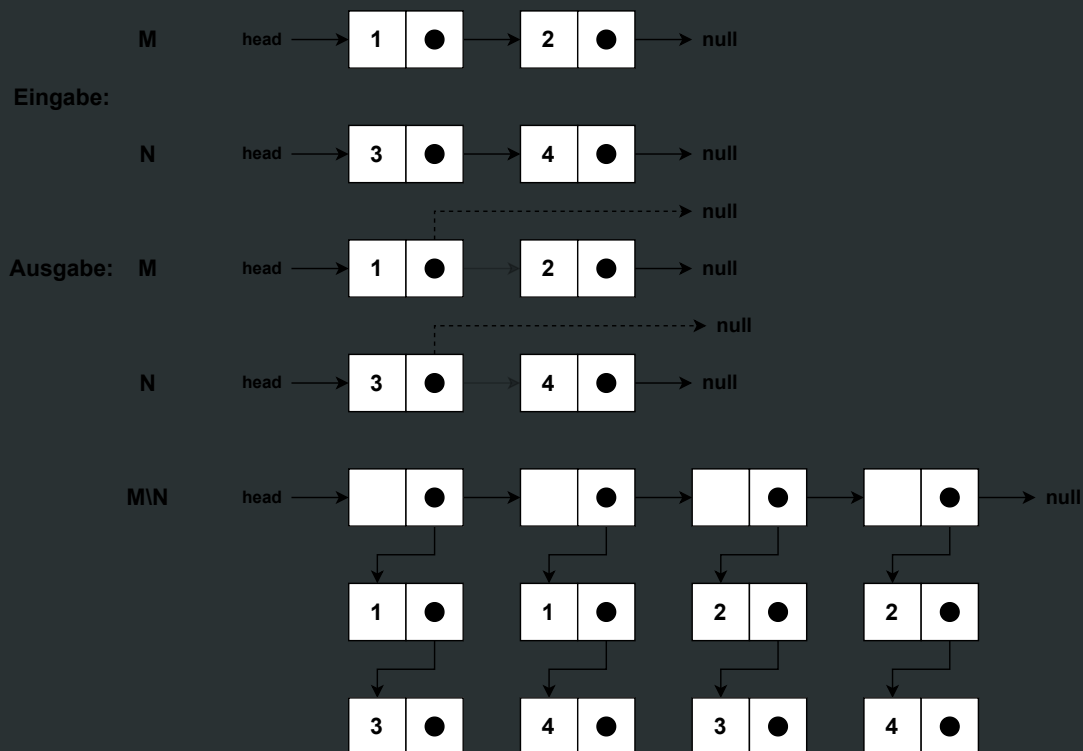 M head 1 2 null
Eingabe:
N head 3 4 null
null
Ausgabe: M head 1 2 null
null
N head 3 4 null
M\N head null
1 1 2 2
3 4 3 4